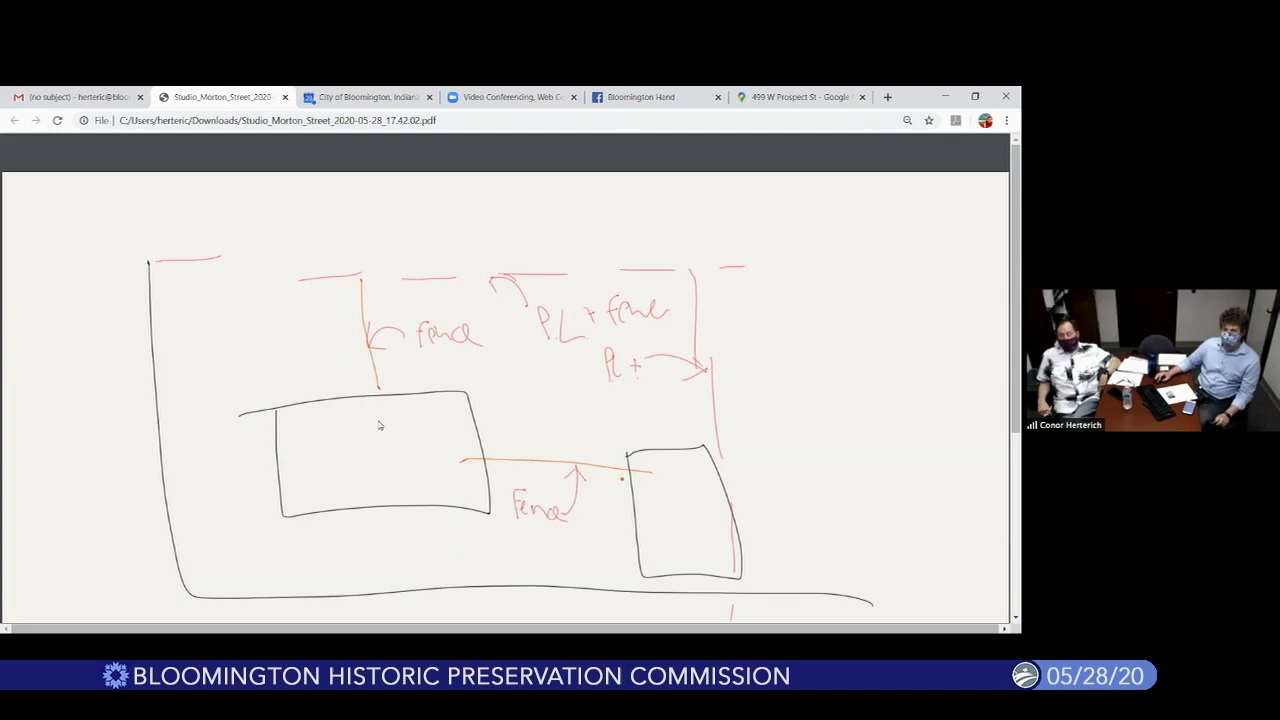 (no subject) - herteric@bloo
Studio_Morton_Street_2020-
City of Bloomington, Indiana
Video Conferencing, Web Co
Bloomington Hand
499 W Prospect St - Google
File | C:/Users/herteric/Downloads/Studio_Morton_Street_2020-05-28_17.42.02.pdf
PL + Fence
Fence
PL +
Fence
Conor Herterich
BLOOMINGTON HISTORIC PRESERVATION COMMISSION
05/28/20